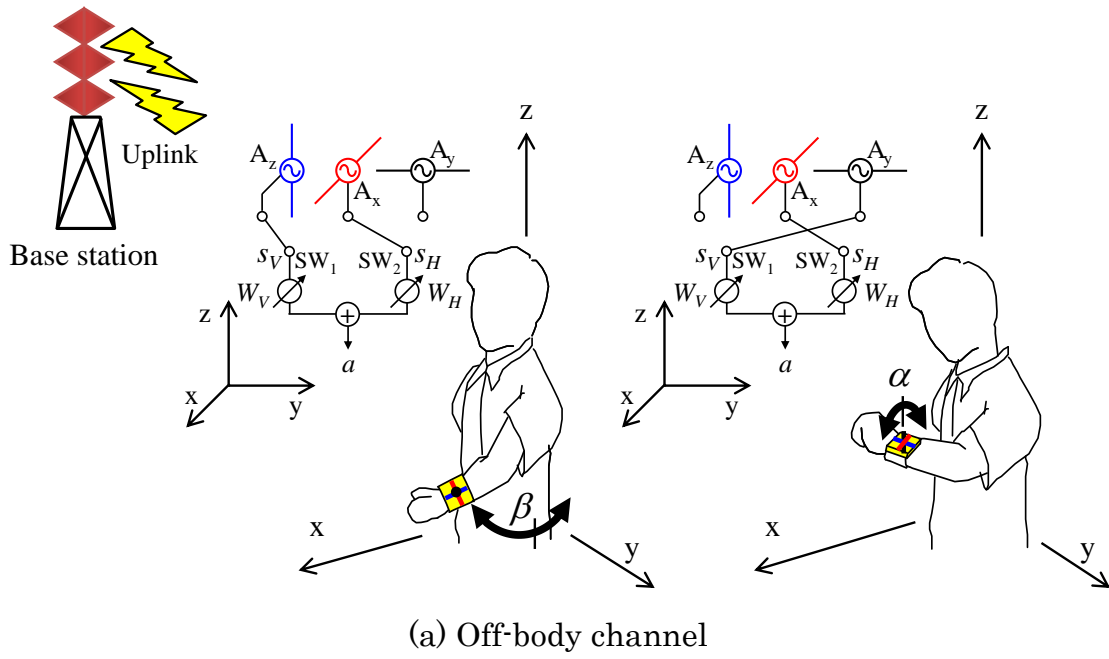 Uplink
Base station
A_z
A_x
A_y
s_V SW_1 SW_2 s_H
W_V W_H
+
a
z
x
y
z
β
x
y
A_z
A_x
A_y
s_V SW_1 SW_2 s_H
W_V W_H
+
a
z
x
y
z
α
x
y
(a) Off-body channel